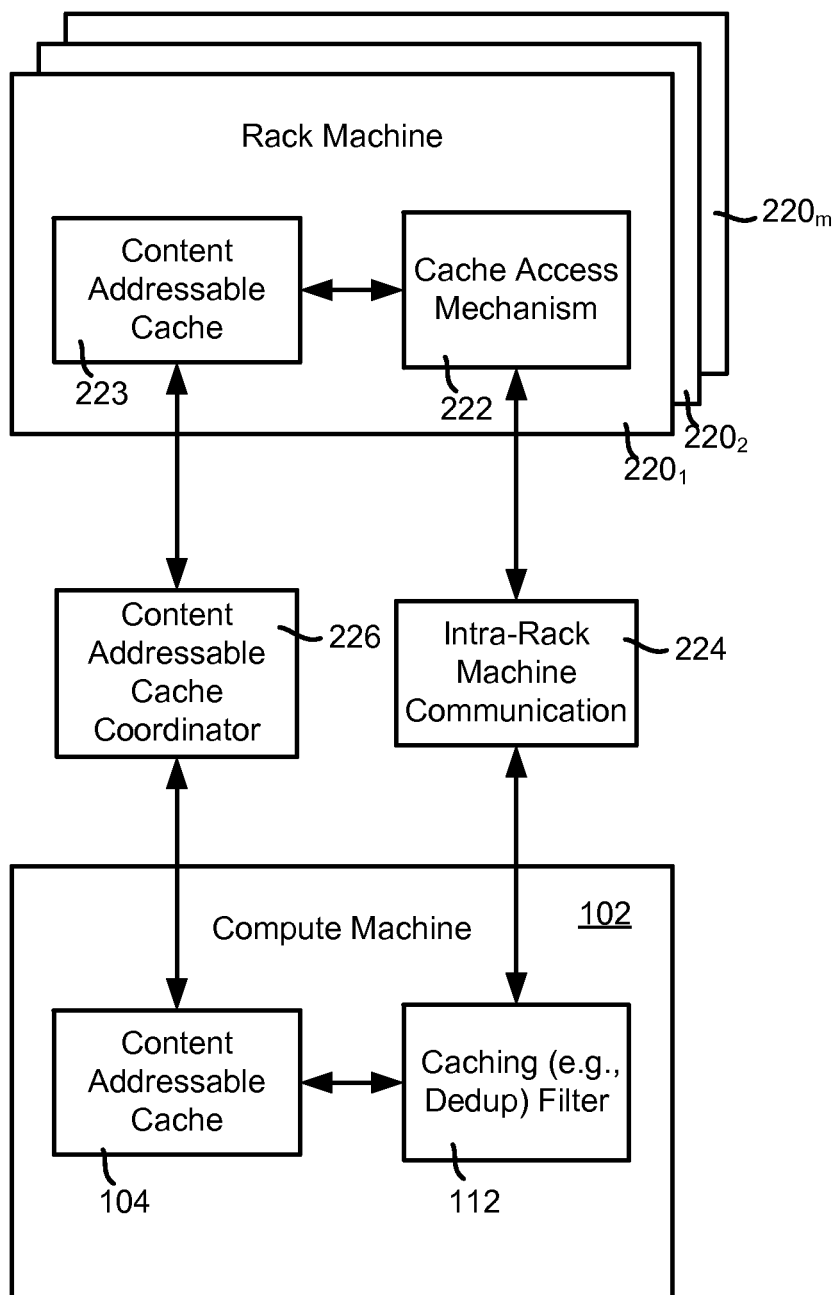 Rack Machine
Content
Addressable
Cache
223
Cache Access
Mechanism
222
220m
2202
2201
Content
Addressable
Cache
Coordinator
226
Intra-Rack
Machine
Communication
224
102
Compute Machine
Content
Addressable
Cache
104
Caching (e.g.,
Dedup) Filter
112